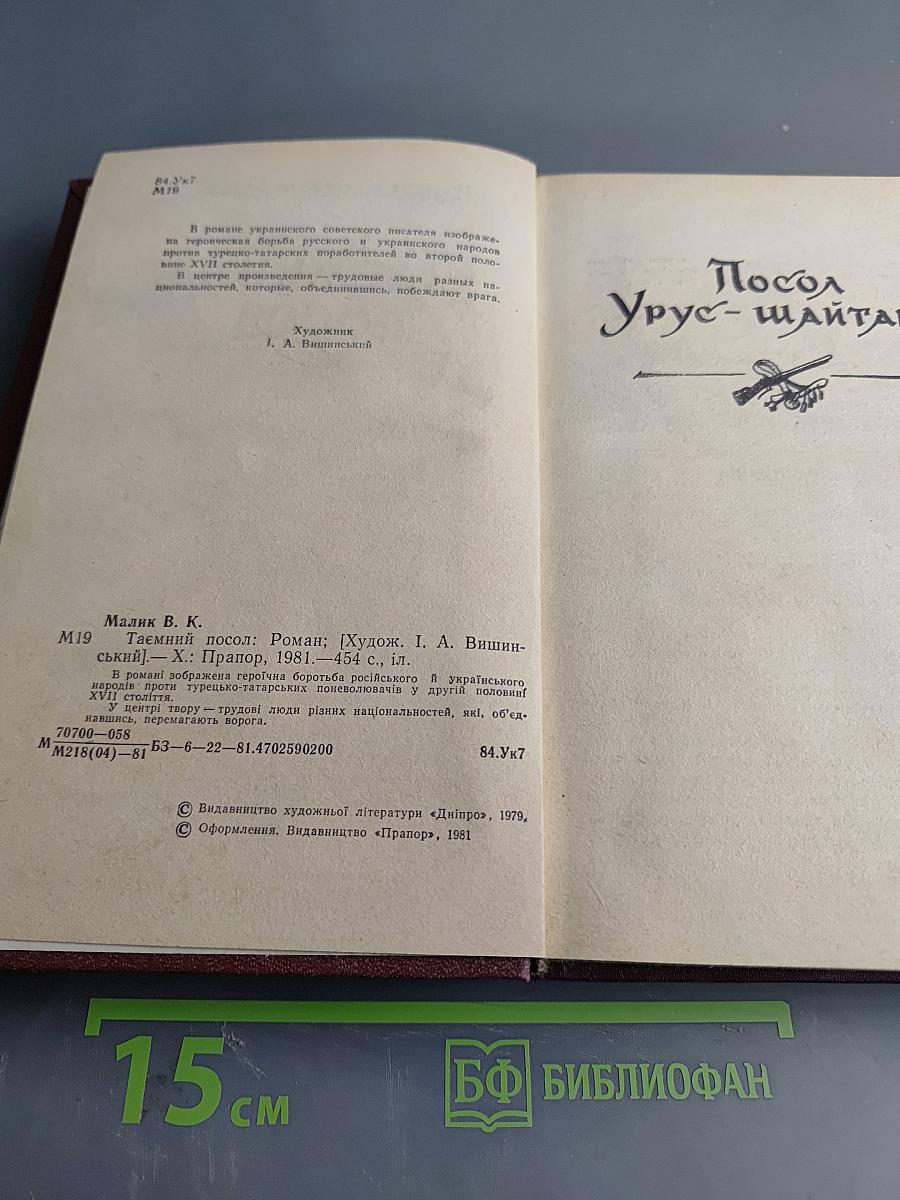 84.Ук7
М19
В романе украинского советского писателя изображе-
на героическая борьба русского и украинского народов
против турецко-татарских поработителей во второй поло-
вине XVII столетия.
В центре произведения — трудовые люди разных на-
циональностей, которые, объединившись, побеждают врага.
Художник
І. А. Вишинський
Малик В. К.
М19 Таємний посол: Роман; [Худож. І. А. Вишин-
ський].— Х.: Прапор, 1981.—454 с., іл.
В романі зображена героїчна боротьба російського й українського
народів проти турецько-татарських поневолювачів у другій половині
XVII століття.
У центрі твору — трудові люди різних національностей, які, об'єд-
навшись, перемагають ворога.
М 70700—058
М218(04)—81 БЗ—6—22—81.4702590200 84.Ук7
© Видавництво художньої літератури «Дніпро», 1979.
© Оформления. Видавництво «Прапор», 1981
Посол
Урус-шайтан
15 см БФ БИБЛИОФАН